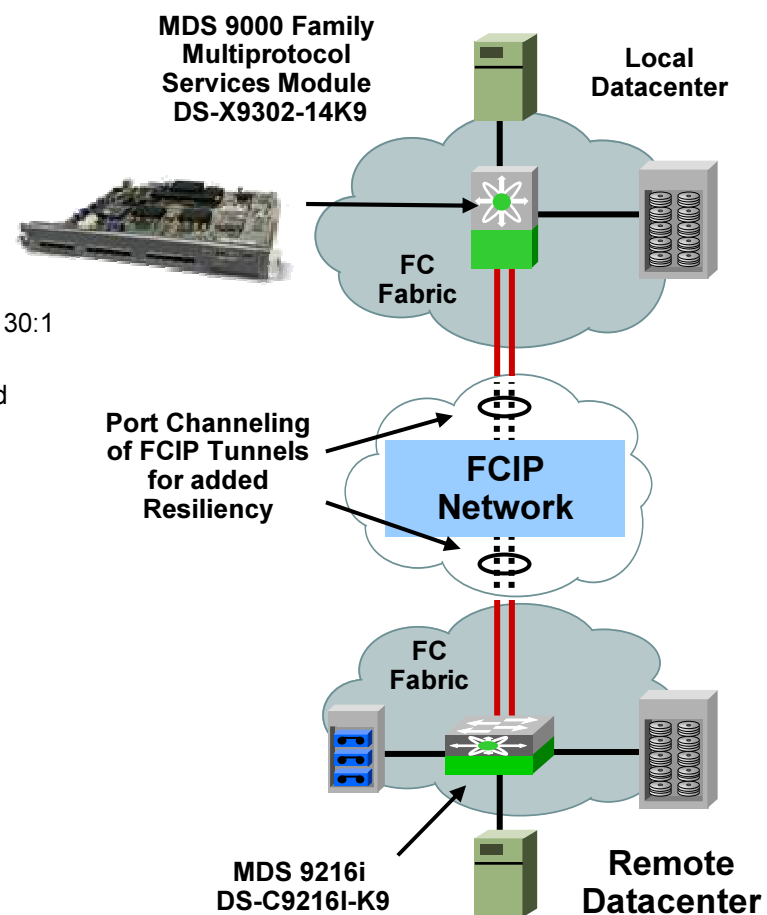 MDS 9000 Family
Multiprotocol
Services Module
DS-X9302-14K9
Local
Datacenter
FC
Fabric
30:1
d
Port Channeling
of FCIP Tunnels
for added
Resiliency
FCIP
Network
FC
Fabric
MDS 9216i
DS-C9216I-K9
Remote
Datacenter